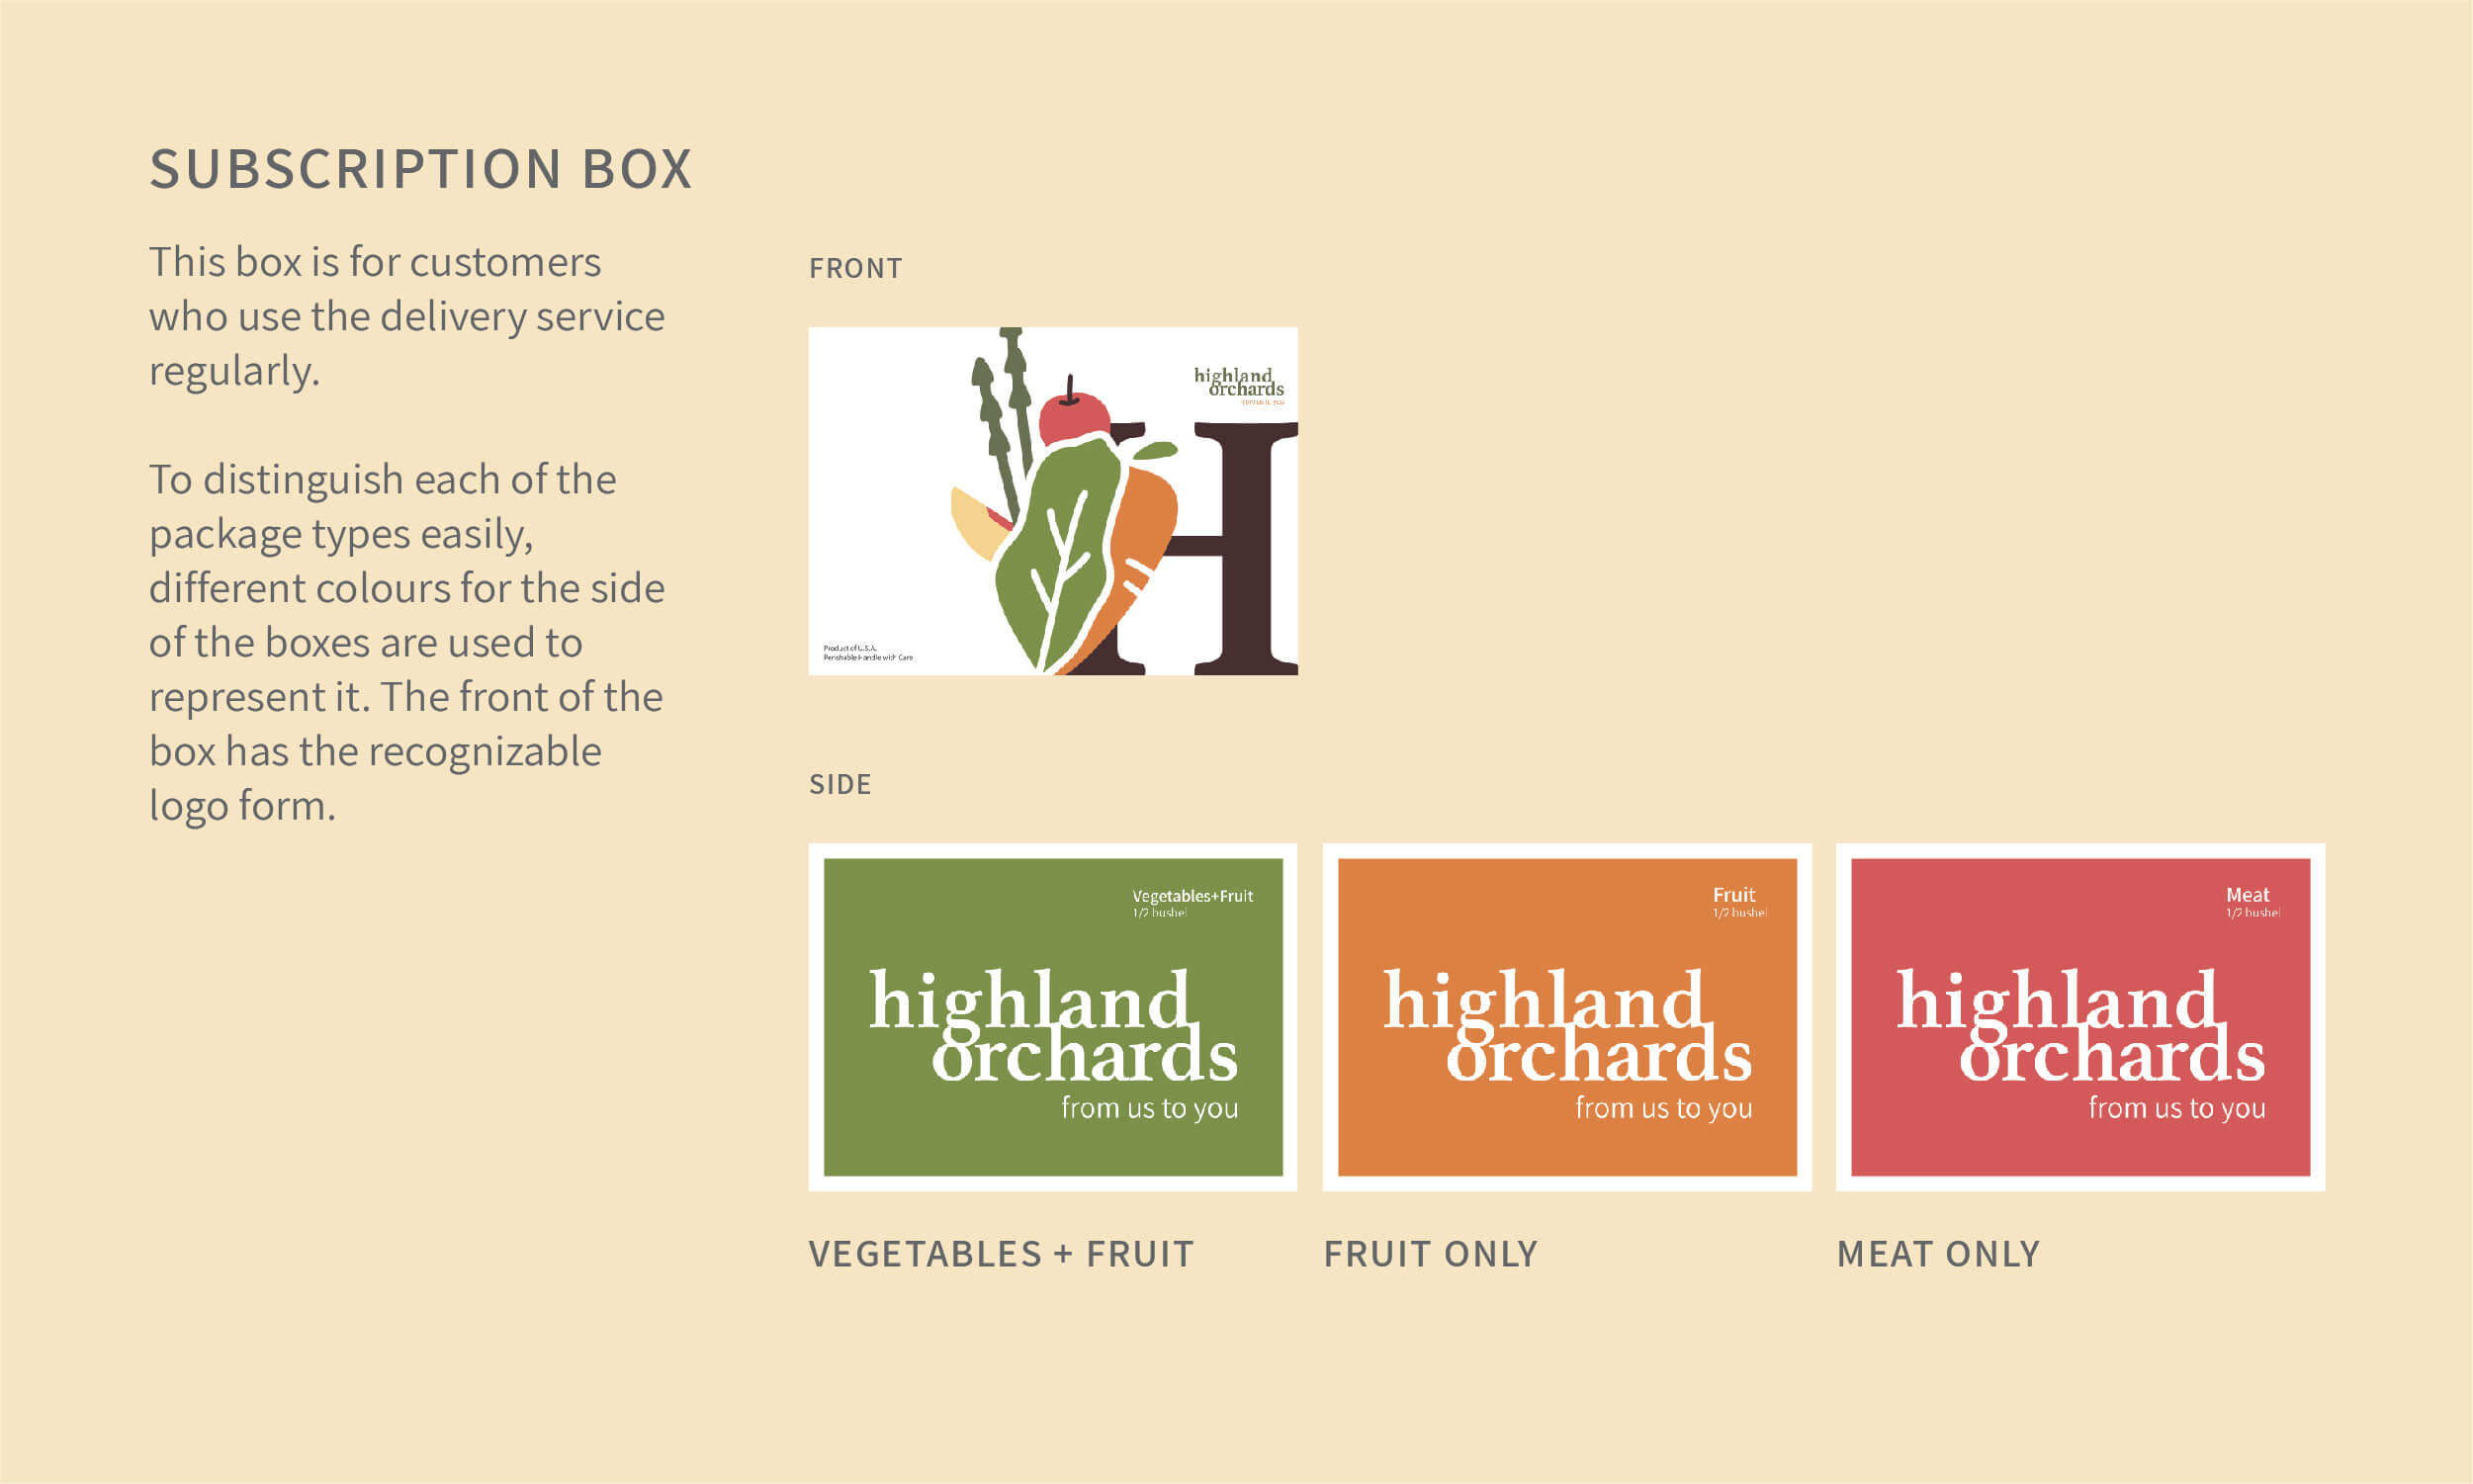 SUBSCRIPTION BOX
This box is for customers
who use the delivery service
regularly.
To distinguish each of the
package types easily,
different colours for the side
of the boxes are used to
represent it. The front of the
box has the recognizable
logo form.
FRONT
highland
orchards
from us to you
H
Product of U.S.A.
Perishable Handle with Care
SIDE
Vegetables+Fruit
1/2 bushel
highland
orchards
from us to you
VEGETABLES + FRUIT
Fruit
1/2 bushel
highland
orchards
from us to you
FRUIT ONLY
Meat
1/2 bushel
highland
orchards
from us to you
MEAT ONLY